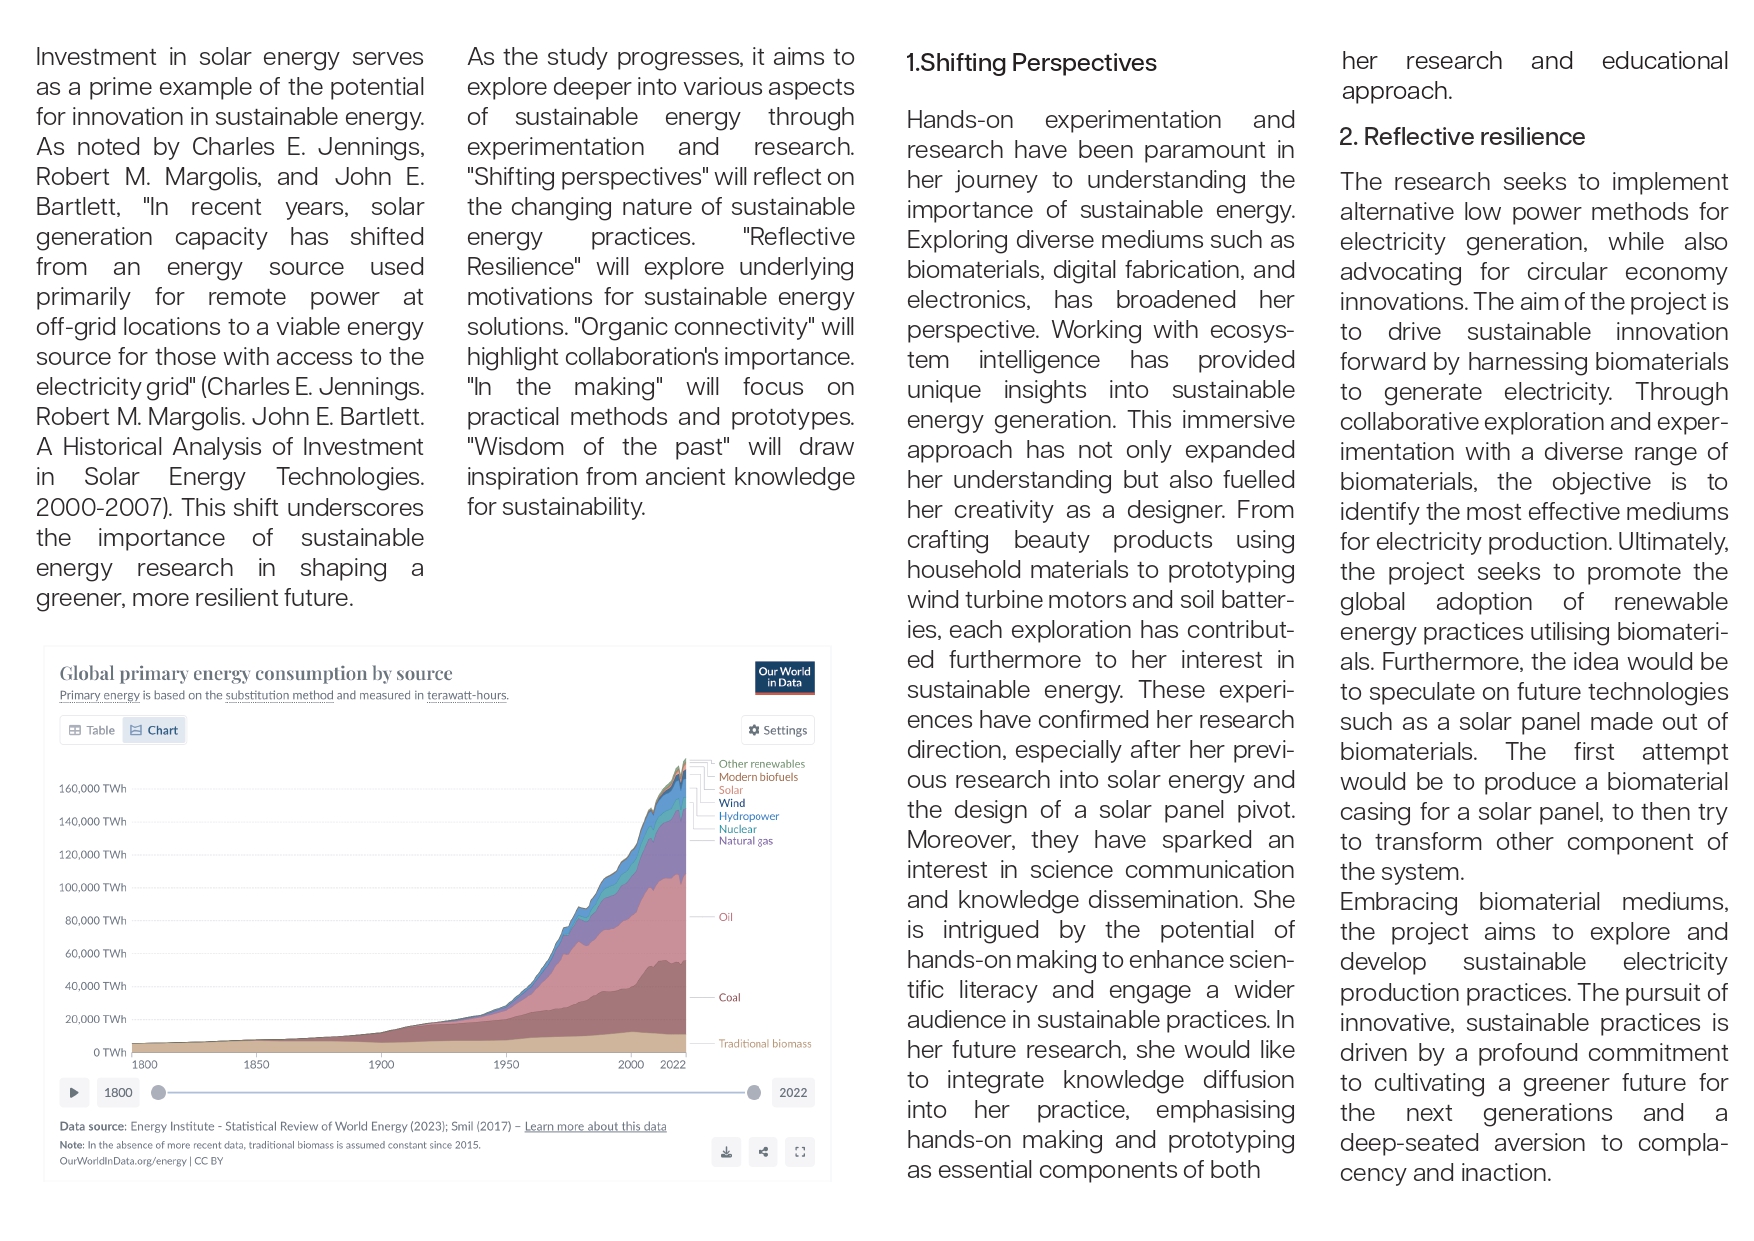 Investment in solar energy serves
as a prime example of the potential
for innovation in sustainable energy.
As noted by Charles E. Jennings,
Robert M. Margolis, and John E.
Bartlett, "In recent years, solar
generation capacity has shifted
from an energy source used
primarily for remote power at
off-grid locations to a viable energy
source for those with access to the
electricity grid" (Charles E. Jennings.
Robert M. Margolis. John E. Bartlett.
A Historical Analysis of Investment
in Solar Energy Technologies.
2000-2007). This shift underscores
the importance of sustainable
energy research in shaping a
greener, more resilient future.
As the study progresses, it aims to
explore deeper into various aspects
of sustainable energy through
experimentation and research.
"Shifting perspectives" will reflect on
the changing nature of sustainable
energy practices. "Reflective
Resilience" will explore underlying
motivations for sustainable energy
solutions. "Organic connectivity" will
highlight collaboration's importance.
"In the making" will focus on
practical methods and prototypes.
"Wisdom of the past" will draw
inspiration from ancient knowledge
for sustainability.
Global primary energy consumption by source
Primary energy is based on the substitution method and measured in terawatt-hours.
Our World
in Data
Table
Chart
Settings
160,000 TWh
140,000 TWh
120,000 TWh
100,000 TWh
80,000 TWh
60,000 TWh
40,000 TWh
20,000 TWh
0 TWh
Other renewables
Modern biofuels
Solar
Wind
Hydropower
Nuclear
Natural gas
Oil
Coal
Traditional biomass
1800
1850
1900
1950
2000
2022
1800
2022
Data source: Energy Institute - Statistical Review of World Energy (2023); Smil (2017) – Learn more about this data
Note: In the absence of more recent data, traditional biomass is assumed constant since 2015.
OurWorldInData.org/energy | CC BY
1.Shifting Perspectives
Hands-on experimentation and
research have been paramount in
her journey to understanding the
importance of sustainable energy.
Exploring diverse mediums such as
biomaterials, digital fabrication, and
electronics, has broadened her
perspective. Working with ecosys-
tem intelligence has provided
unique insights into sustainable
energy generation. This immersive
approach has not only expanded
her understanding but also fuelled
her creativity as a designer. From
crafting beauty products using
household materials to prototyping
wind turbine motors and soil batter-
ies, each exploration has contribut-
ed furthermore to her interest in
sustainable energy. These experi-
ences have confirmed her research
direction, especially after her previ-
ous research into solar energy and
the design of a solar panel pivot.
Moreover, they have sparked an
interest in science communication
and knowledge dissemination. She
is intrigued by the potential of
hands-on making to enhance scien-
tific literacy and engage a wider
audience in sustainable practices. In
her future research, she would like
to integrate knowledge diffusion
into her practice, emphasising
hands-on making and prototyping
as essential components of both
her research and educational
approach.
2. Reflective resilience
The research seeks to implement
alternative low power methods for
electricity generation, while also
advocating for circular economy
innovations. The aim of the project is
to drive sustainable innovation
forward by harnessing biomaterials
to generate electricity. Through
collaborative exploration and exper-
imentation with a diverse range of
biomaterials, the objective is to
identify the most effective mediums
for electricity production. Ultimately,
the project seeks to promote the
global adoption of renewable
energy practices utilising biomateri-
als. Furthermore, the idea would be
to speculate on future technologies
such as a solar panel made out of
biomaterials. The first attempt
would be to produce a biomaterial
casing for a solar panel, to then try
to transform other component of
the system.
Embracing biomaterial mediums,
the project aims to explore and
develop sustainable electricity
production practices. The pursuit of
innovative, sustainable practices is
driven by a profound commitment
to cultivating a greener future for
the next generations and a
deep-seated aversion to compla-
cency and inaction.